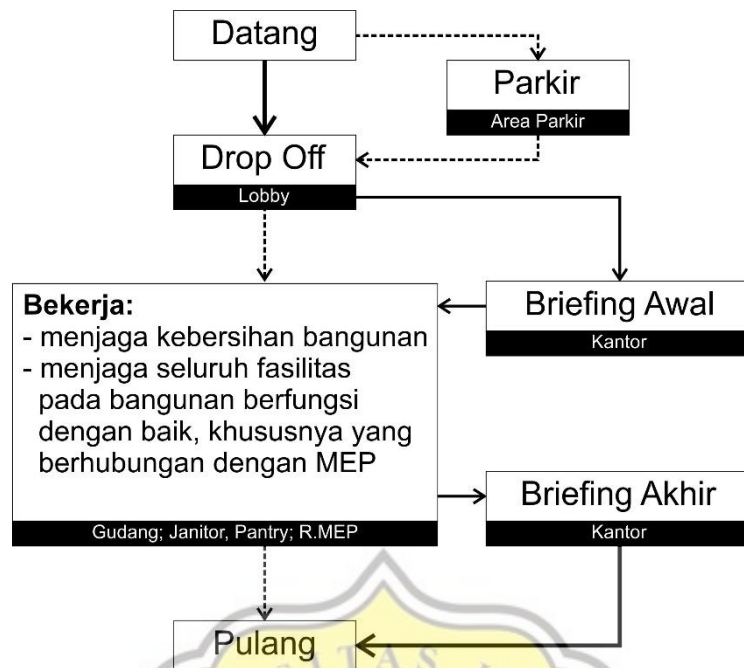 Datang
Parkir
Area Parkir
Drop Off
Lobby
Briefing Awal
Kantor
Bekerja:
- menjaga kebersihan bangunan
- menjaga seluruh fasilitas
pada bangunan berfungsi
dengan baik, khususnya yang
berhubungan dengan MEP
Gudang; Janitor, Pantry; R.MEP
Briefing Akhir
Kantor
Pulang